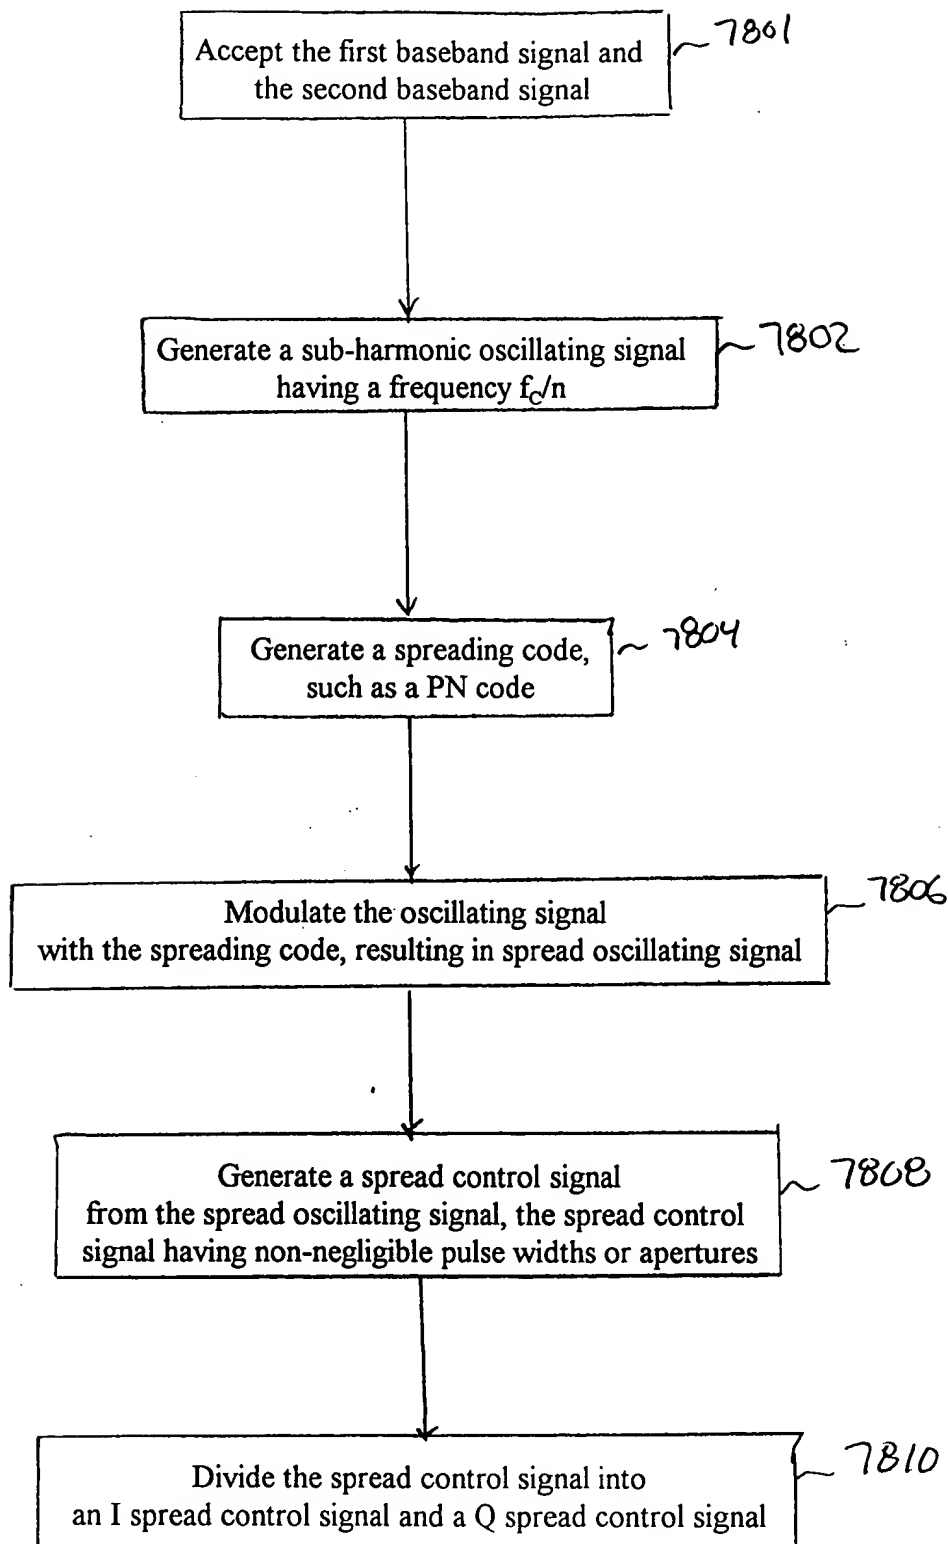 Accept the first baseband signal and
the second baseband signal
7801
Generate a sub-harmonic oscillating signal
having a frequency fC/n
7802
Generate a spreading code,
such as a PN code
7804
Modulate the oscillating signal
with the spreading code, resulting in spread oscillating signal
7806
Generate a spread control signal
from the spread oscillating signal, the spread control
signal having non-negligible pulse widths or apertures
7808
Divide the spread control signal into
an I spread control signal and a Q spread control signal
7810